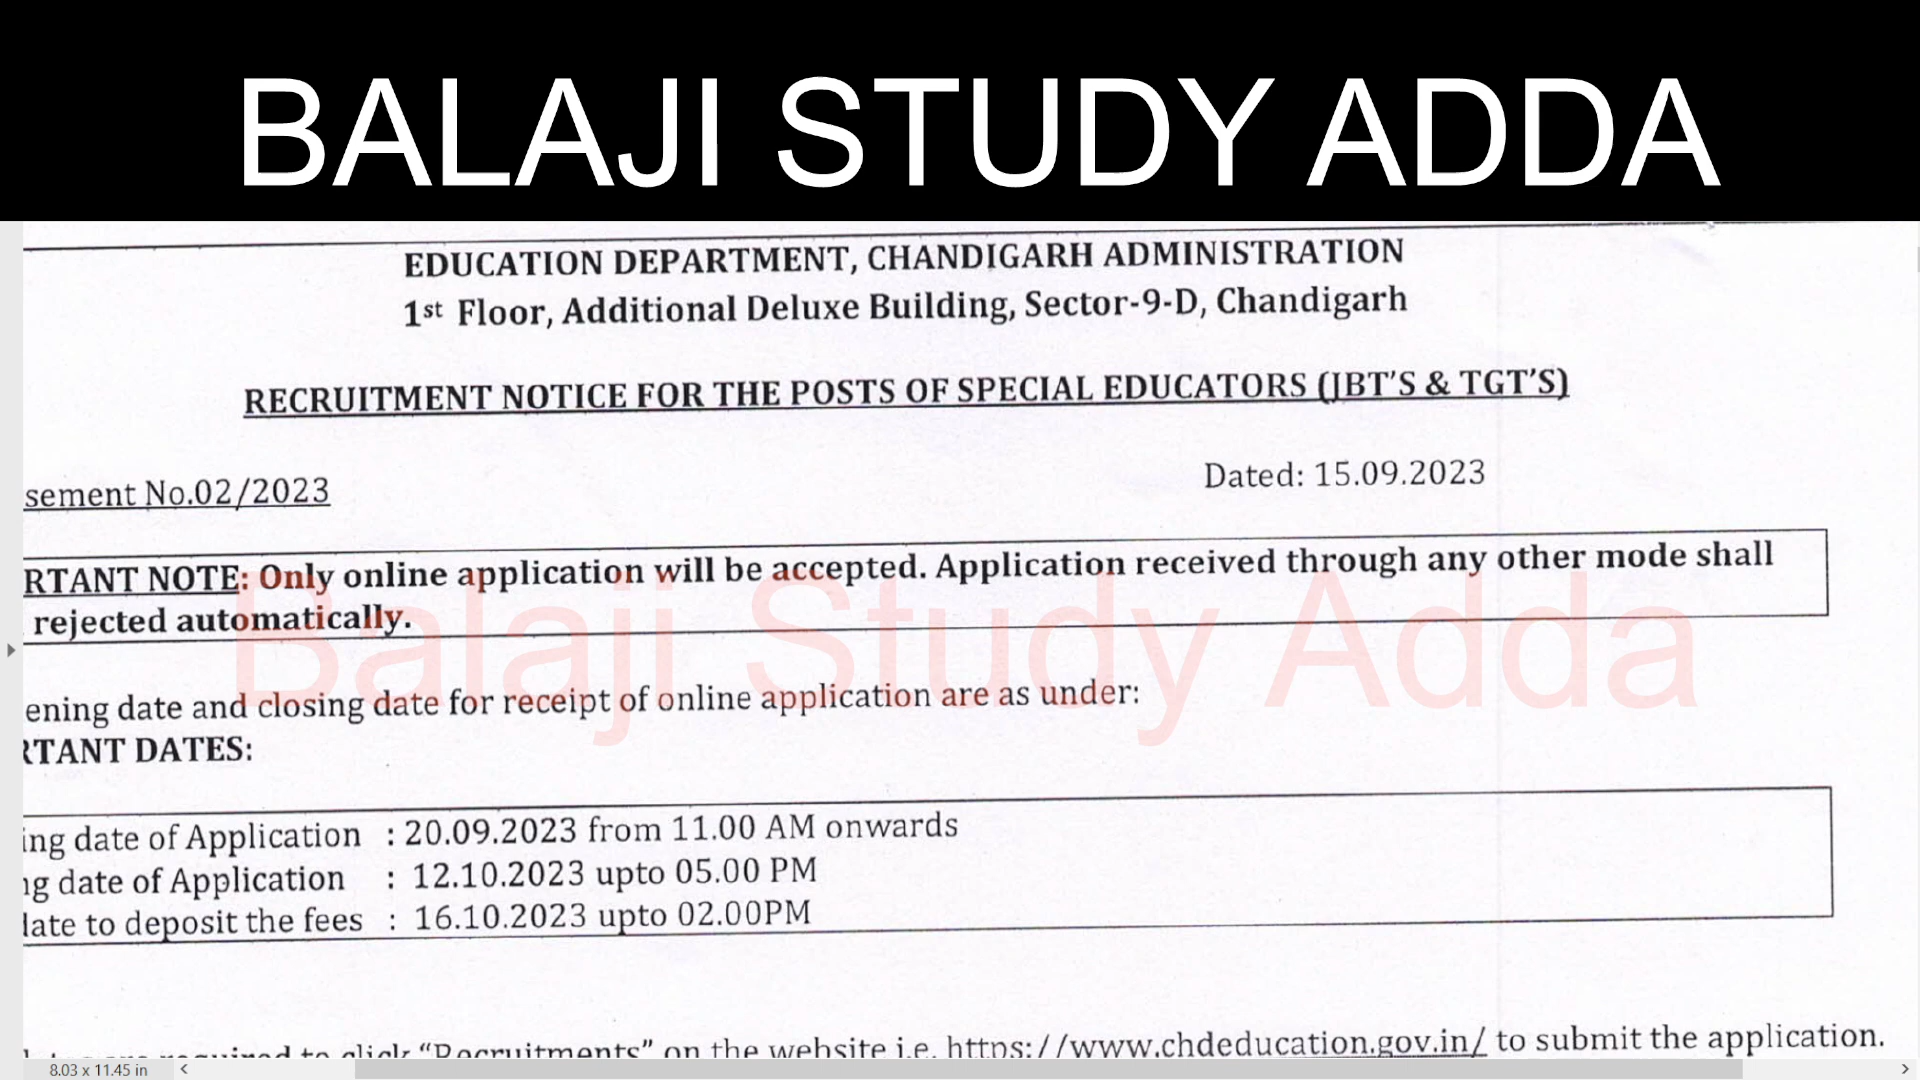 BALAJI STUDY ADDA
EDUCATION DEPARTMENT, CHANDIGARH ADMINISTRATION
1st Floor, Additional Deluxe Building, Sector-9-D, Chandigarh
RECRUITMENT NOTICE FOR THE POSTS OF SPECIAL EDUCATORS (JBT'S & TGT'S)
sement No.02/2023 Dated: 15.09.2023
RTANT NOTE: Only online application will be accepted. Application received through any other mode shall
rejected automatically.
Balaji Study Adda
ening date and closing date for receipt of online application are as under:
RTANT DATES:
ing date of Application : 20.09.2023 from 11.00 AM onwards
ng date of Application : 12.10.2023 upto 05.00 PM
late to deposit the fees : 16.10.2023 upto 02.00PM
required to click "Recruitments" on the website i.e. https://www.chdeducation.gov.in/ to submit the application.
8.03 x 11.45 in